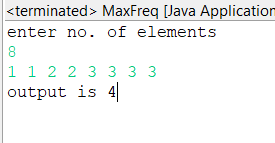 <terminated> MaxFreq [Java Application
enter no. of elements
8
1 1 2 2 3 3 3 3
output is 4